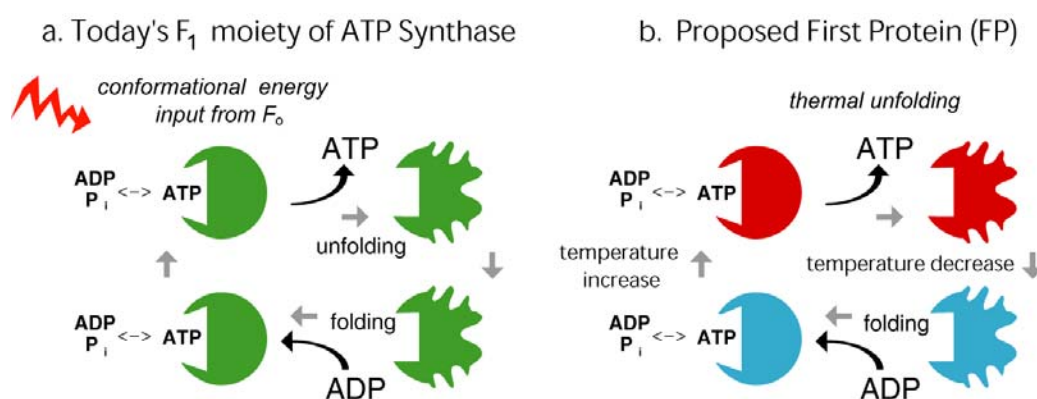 a. Today's F₁ moiety of ATP Synthase
conformational energy
input from Fₒ
ADP
Pᵢ
<->
ATP
ATP
unfolding
folding
ADP
Pᵢ
<->
ATP
ADP
b. Proposed First Protein (FP)
thermal unfolding
ADP
Pᵢ
<->
ATP
ATP
temperature
increase
temperature decrease
folding
ADP
Pᵢ
<->
ATP
ADP